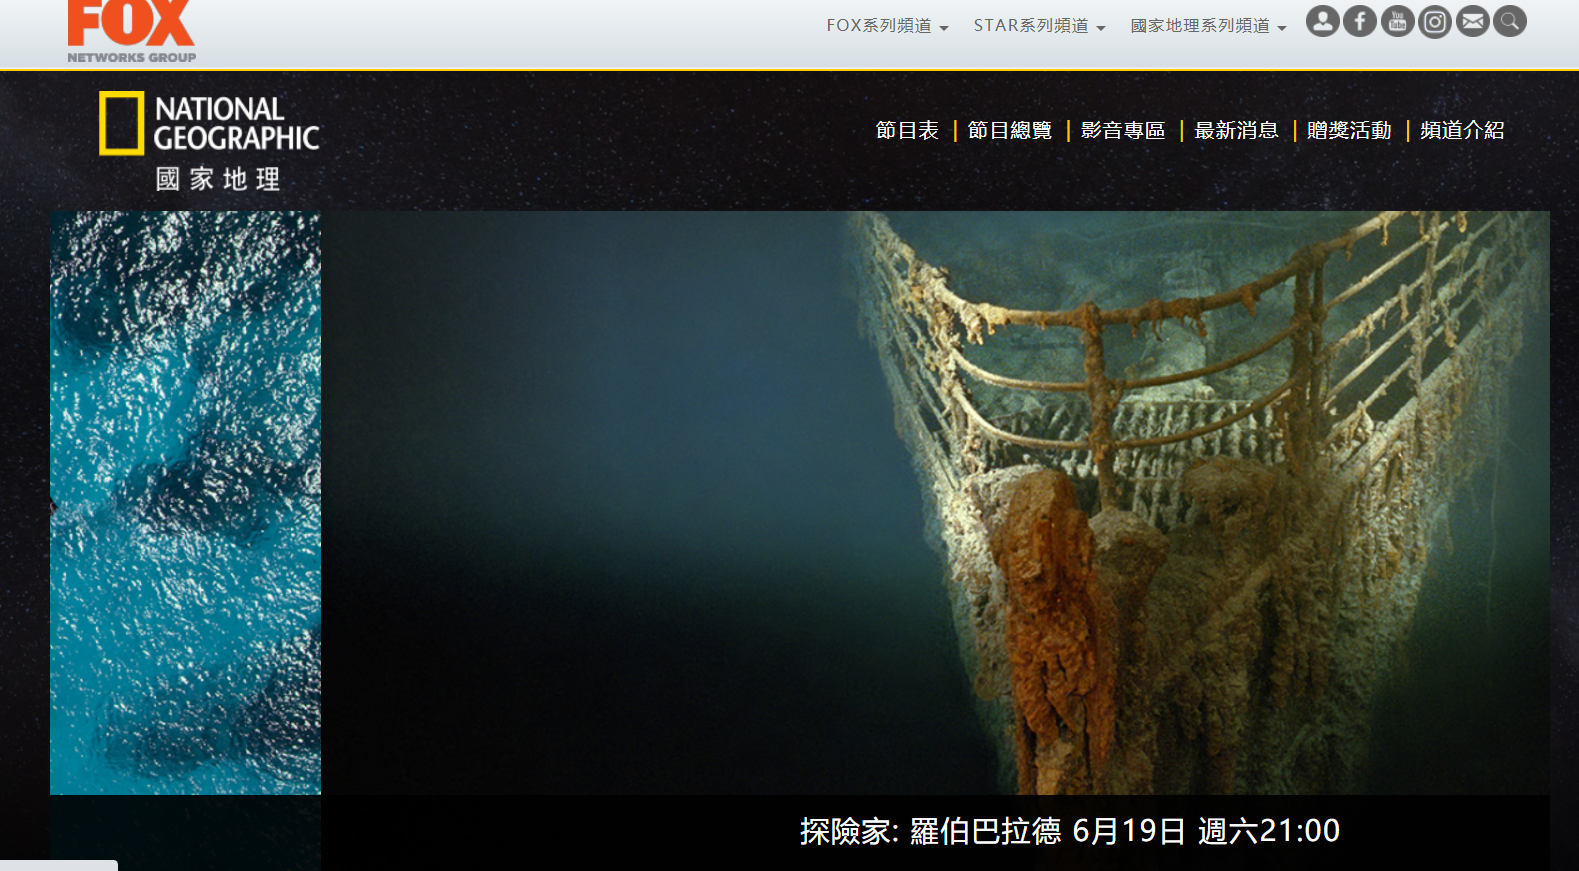 FOX
NETWORKS GROUP
FOX系列頻道 STAR系列頻道 國家地理系列頻道
You
Tube
NATIONAL
GEOGRAPHIC
國家地理
節目表 | 節目總覽 | 影音專區 | 最新消息 | 贈獎活動 | 頻道介紹
探險家: 羅伯巴拉德 6月19日 週六21:00